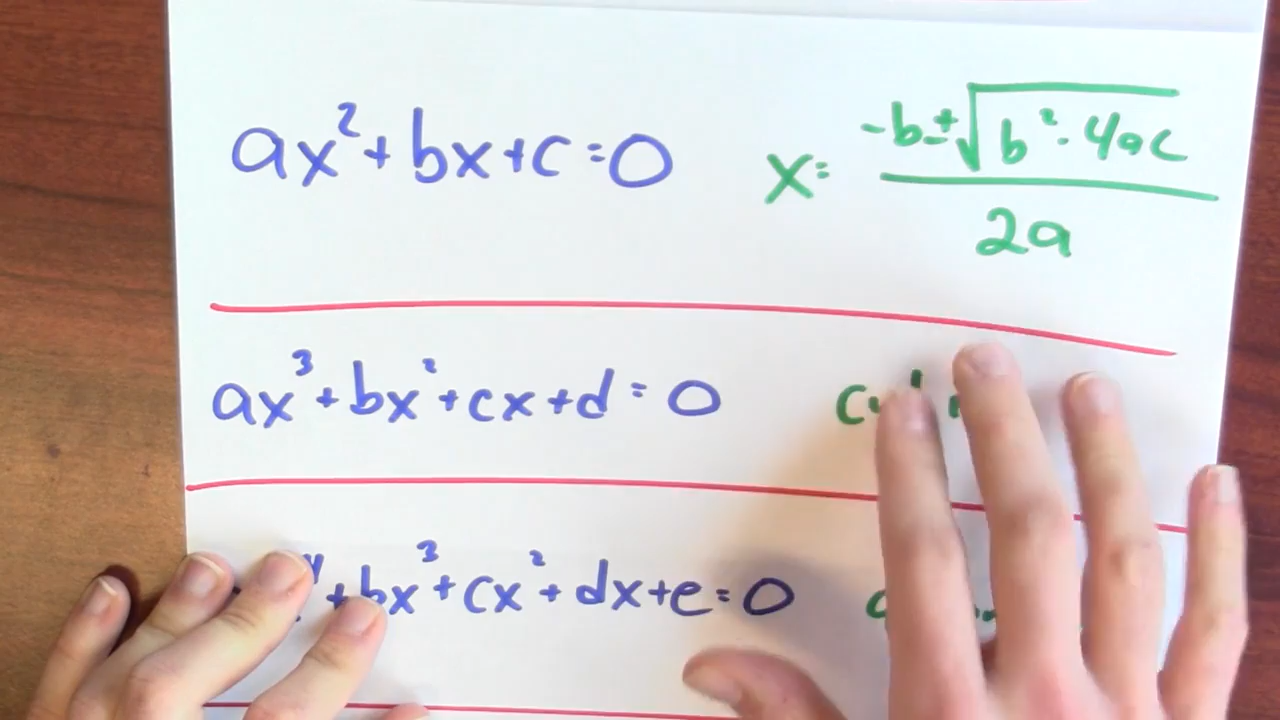 ax²+bx+c=0
x= -b±√b²-4ac / 2a
ax³+bx²+cx+d=0
+bx³+cx²+dx+e=0